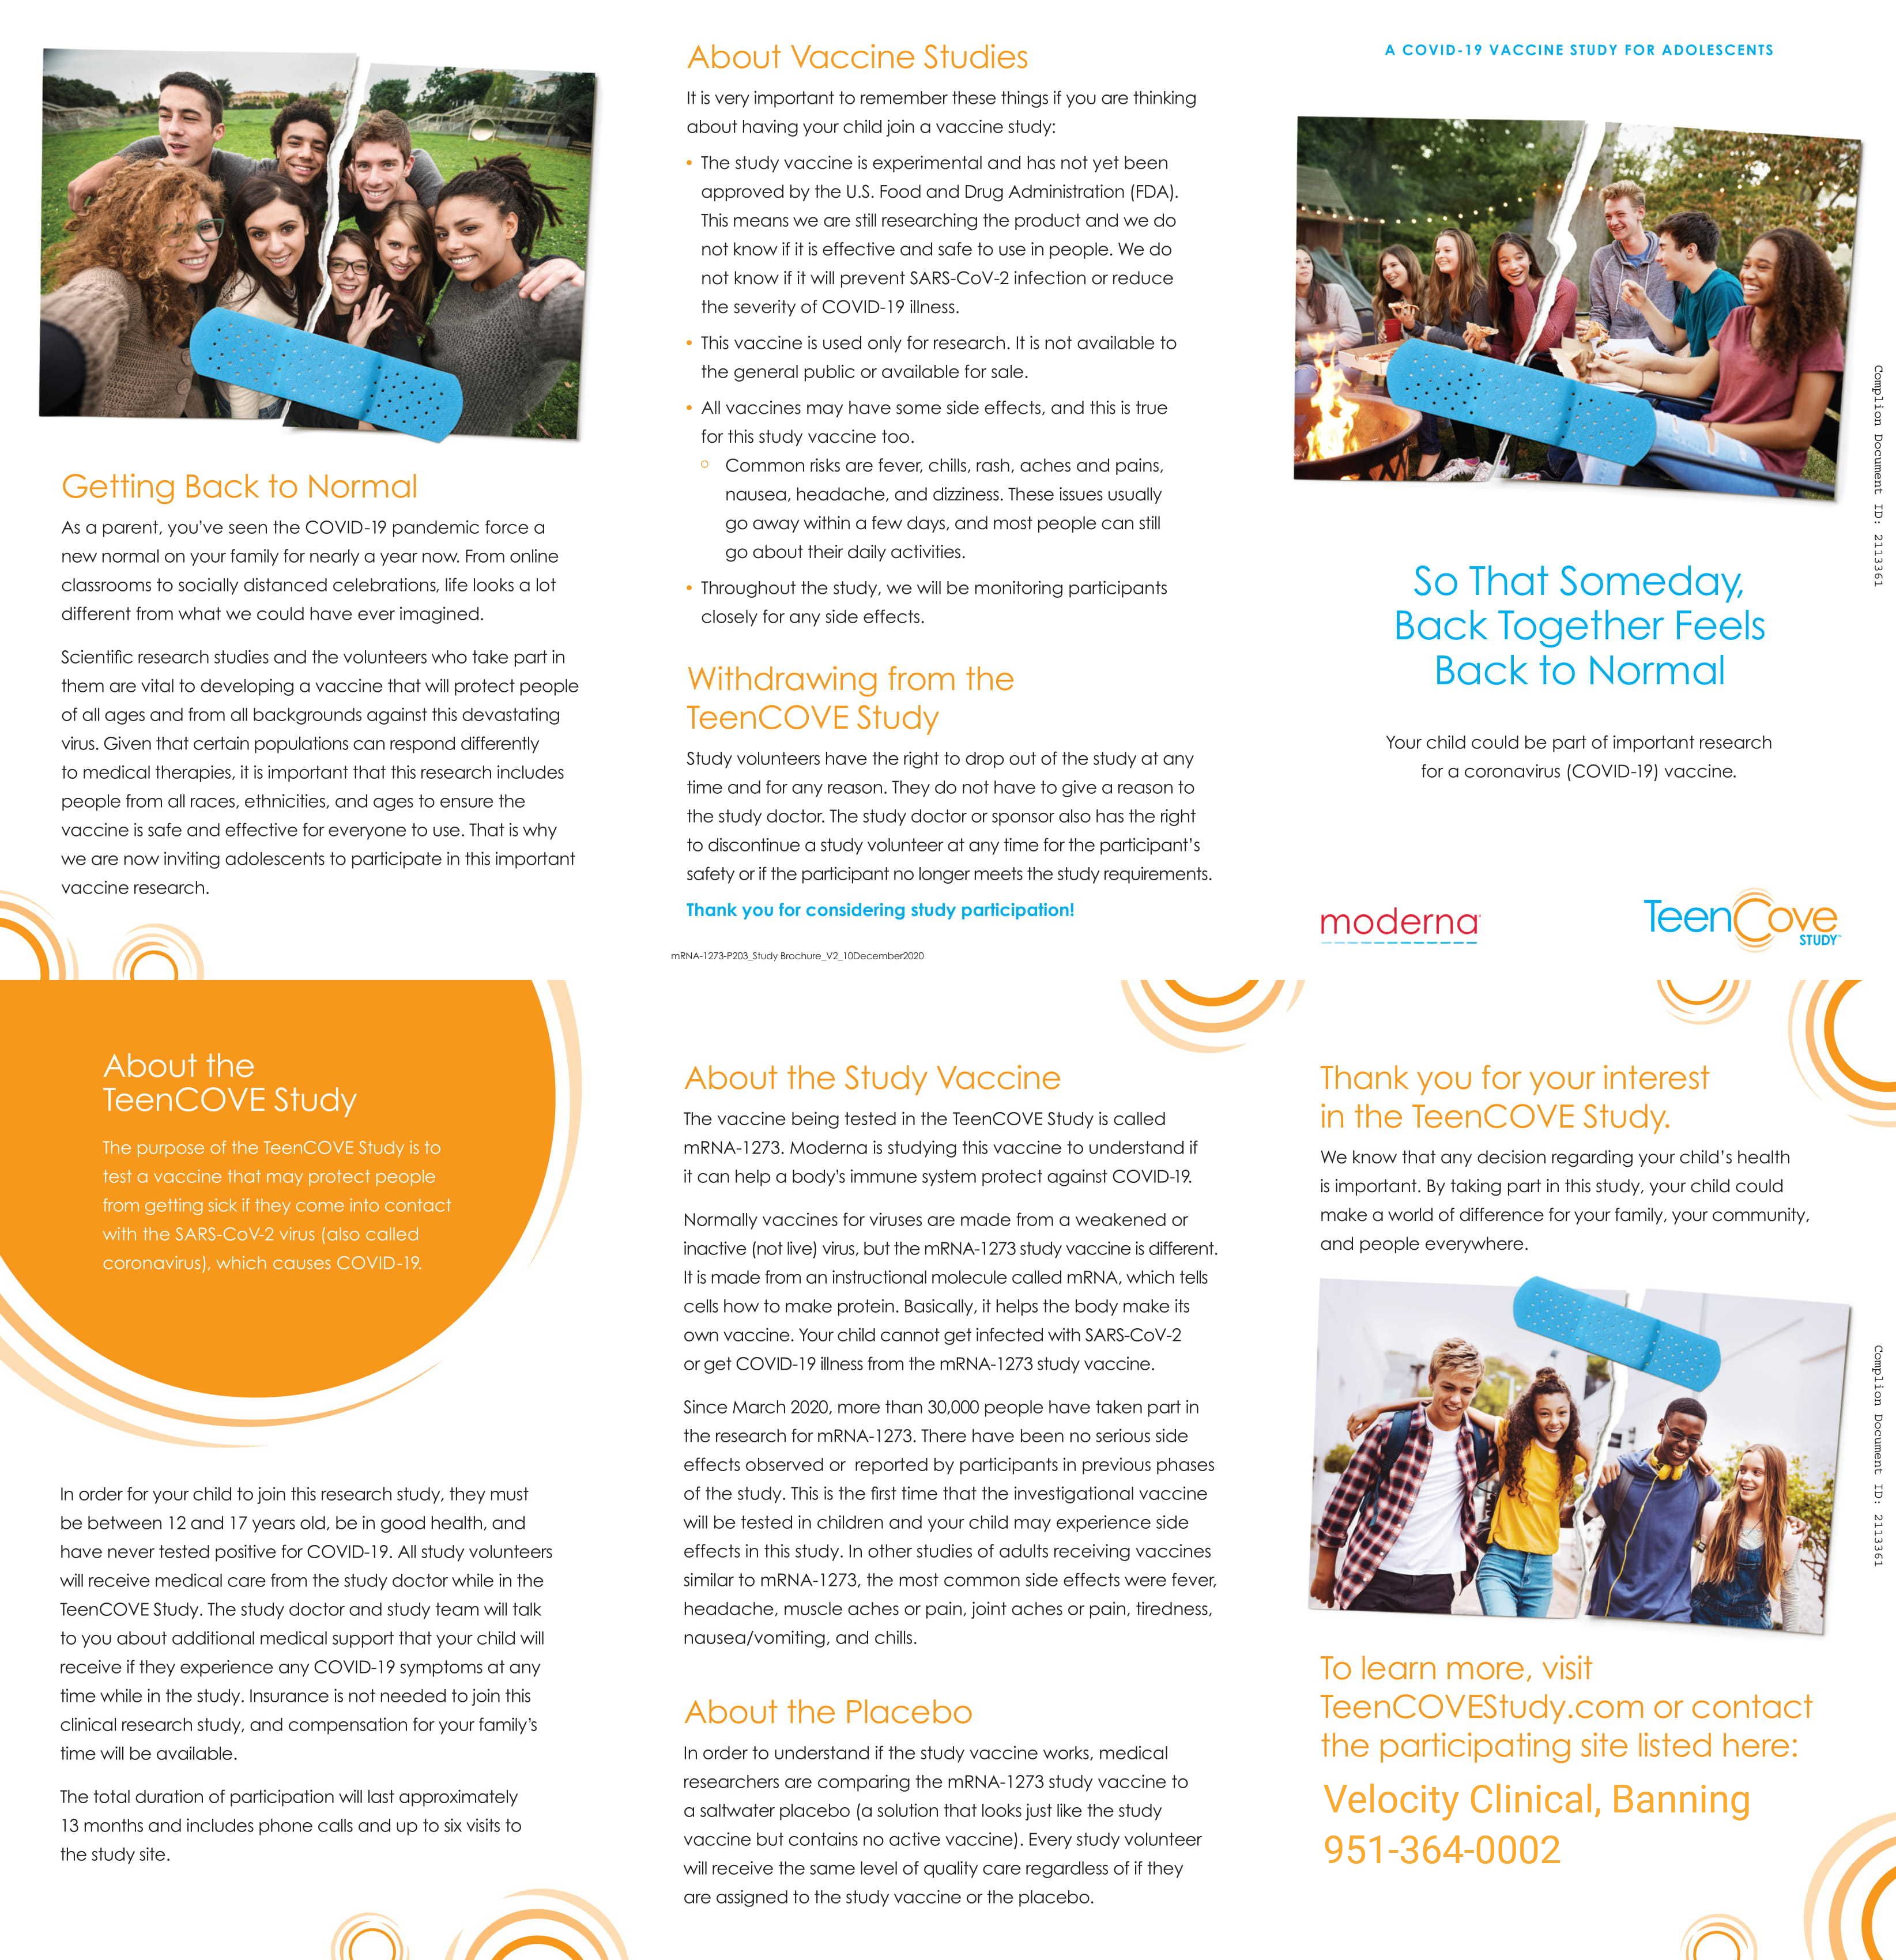 Getting Back to Normal
As a parent, you've seen the COVID-19 pandemic force a
new normal on your family for nearly a year now. From online
classrooms to socially distanced celebrations, life looks a lot
different from what we could have ever imagined.
Scientific research studies and the volunteers who take part in
them are vital to developing a vaccine that will protect people
of all ages and from all backgrounds against this devastating
virus. Given that certain populations can respond differently
to medical therapies, it is important that this research includes
people from all races, ethnicities, and ages to ensure the
vaccine is safe and effective for everyone to use. That is why
we are now inviting adolescents to participate in this important
vaccine research.
About Vaccine Studies
It is very important to remember these things if you are thinking
about having your child join a vaccine study:
• The study vaccine is experimental and has not yet been
approved by the U.S. Food and Drug Administration (FDA).
This means we are still researching the product and we do
not know if it is effective and safe to use in people. We do
not know if it will prevent SARS-CoV-2 infection or reduce
the severity of COVID-19 illness.
• This vaccine is used only for research. It is not available to
the general public or available for sale.
• All vaccines may have some side effects, and this is true
for this study vaccine too.
○ Common risks are fever, chills, rash, aches and pains,
nausea, headache, and dizziness. These issues usually
go away within a few days, and most people can still
go about their daily activities.
• Throughout the study, we will be monitoring participants
closely for any side effects.
Withdrawing from the
TeenCOVE Study
Study volunteers have the right to drop out of the study at any
time and for any reason. They do not have to give a reason to
the study doctor. The study doctor or sponsor also has the right
to discontinue a study volunteer at any time for the participant's
safety or if the participant no longer meets the study requirements.
Thank you for considering study participation!
mRNA-1273-P203_Study Brochure_V2_10December2020
A COVID-19 VACCINE STUDY FOR ADOLESCENTS
So That Someday,
Back Together Feels
Back to Normal
Your child could be part of important research
for a coronavirus (COVID-19) vaccine.
moderna
TeenCove
STUDY™
Complion Document ID: 2113361
About the
TeenCOVE Study
The purpose of the TeenCOVE Study is to
test a vaccine that may protect people
from getting sick if they come into contact
with the SARS-CoV-2 virus (also called
coronavirus), which causes COVID-19.
In order for your child to join this research study, they must
be between 12 and 17 years old, be in good health, and
have never tested positive for COVID-19. All study volunteers
will receive medical care from the study doctor while in the
TeenCOVE Study. The study doctor and study team will talk
to you about additional medical support that your child will
receive if they experience any COVID-19 symptoms at any
time while in the study. Insurance is not needed to join this
clinical research study, and compensation for your family's
time will be available.
The total duration of participation will last approximately
13 months and includes phone calls and up to six visits to
the study site.
About the Study Vaccine
The vaccine being tested in the TeenCOVE Study is called
mRNA-1273. Moderna is studying this vaccine to understand if
it can help a body's immune system protect against COVID-19.
Normally vaccines for viruses are made from a weakened or
inactive (not live) virus, but the mRNA-1273 study vaccine is different.
It is made from an instructional molecule called mRNA, which tells
cells how to make protein. Basically, it helps the body make its
own vaccine. Your child cannot get infected with SARS-CoV-2
or get COVID-19 illness from the mRNA-1273 study vaccine.
Since March 2020, more than 30,000 people have taken part in
the research for mRNA-1273. There have been no serious side
effects observed or reported by participants in previous phases
of the study. This is the first time that the investigational vaccine
will be tested in children and your child may experience side
effects in this study. In other studies of adults receiving vaccines
similar to mRNA-1273, the most common side effects were fever,
headache, muscle aches or pain, joint aches or pain, tiredness,
nausea/vomiting, and chills.
About the Placebo
In order to understand if the study vaccine works, medical
researchers are comparing the mRNA-1273 study vaccine to
a saltwater placebo (a solution that looks just like the study
vaccine but contains no active vaccine). Every study volunteer
will receive the same level of quality care regardless of if they
are assigned to the study vaccine or the placebo.
Thank you for your interest
in the TeenCOVE Study.
We know that any decision regarding your child's health
is important. By taking part in this study, your child could
make a world of difference for your family, your community,
and people everywhere.
To learn more, visit
TeenCOVEStudy.com or contact
the participating site listed here:
Velocity Clinical, Banning
951-364-0002
Complion Document ID: 2113361